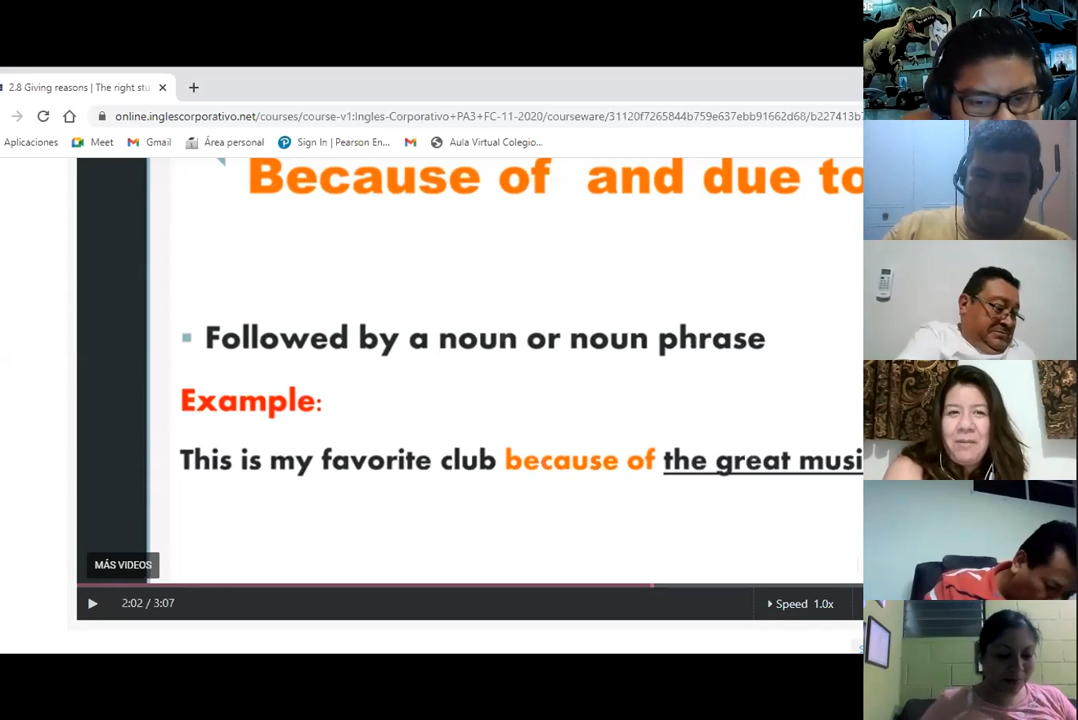 2.8 Giving reasons | The right stu
online.inglescorporativo.net/courses/course-v1:Ingles-Corporativo+PA3+FC-11-2020/courseware/31120f7265844b759e637ebb91662d68/b227413b7
Aplicaciones Meet Gmail Área personal Sign In | Pearson En... Aula Virtual Colegio...
Because of and due to
Followed by a noun or noun phrase
Example:
This is my favorite club because of the great musi
MÁS VIDEOS
2:02 / 3:07 Speed 1.0x